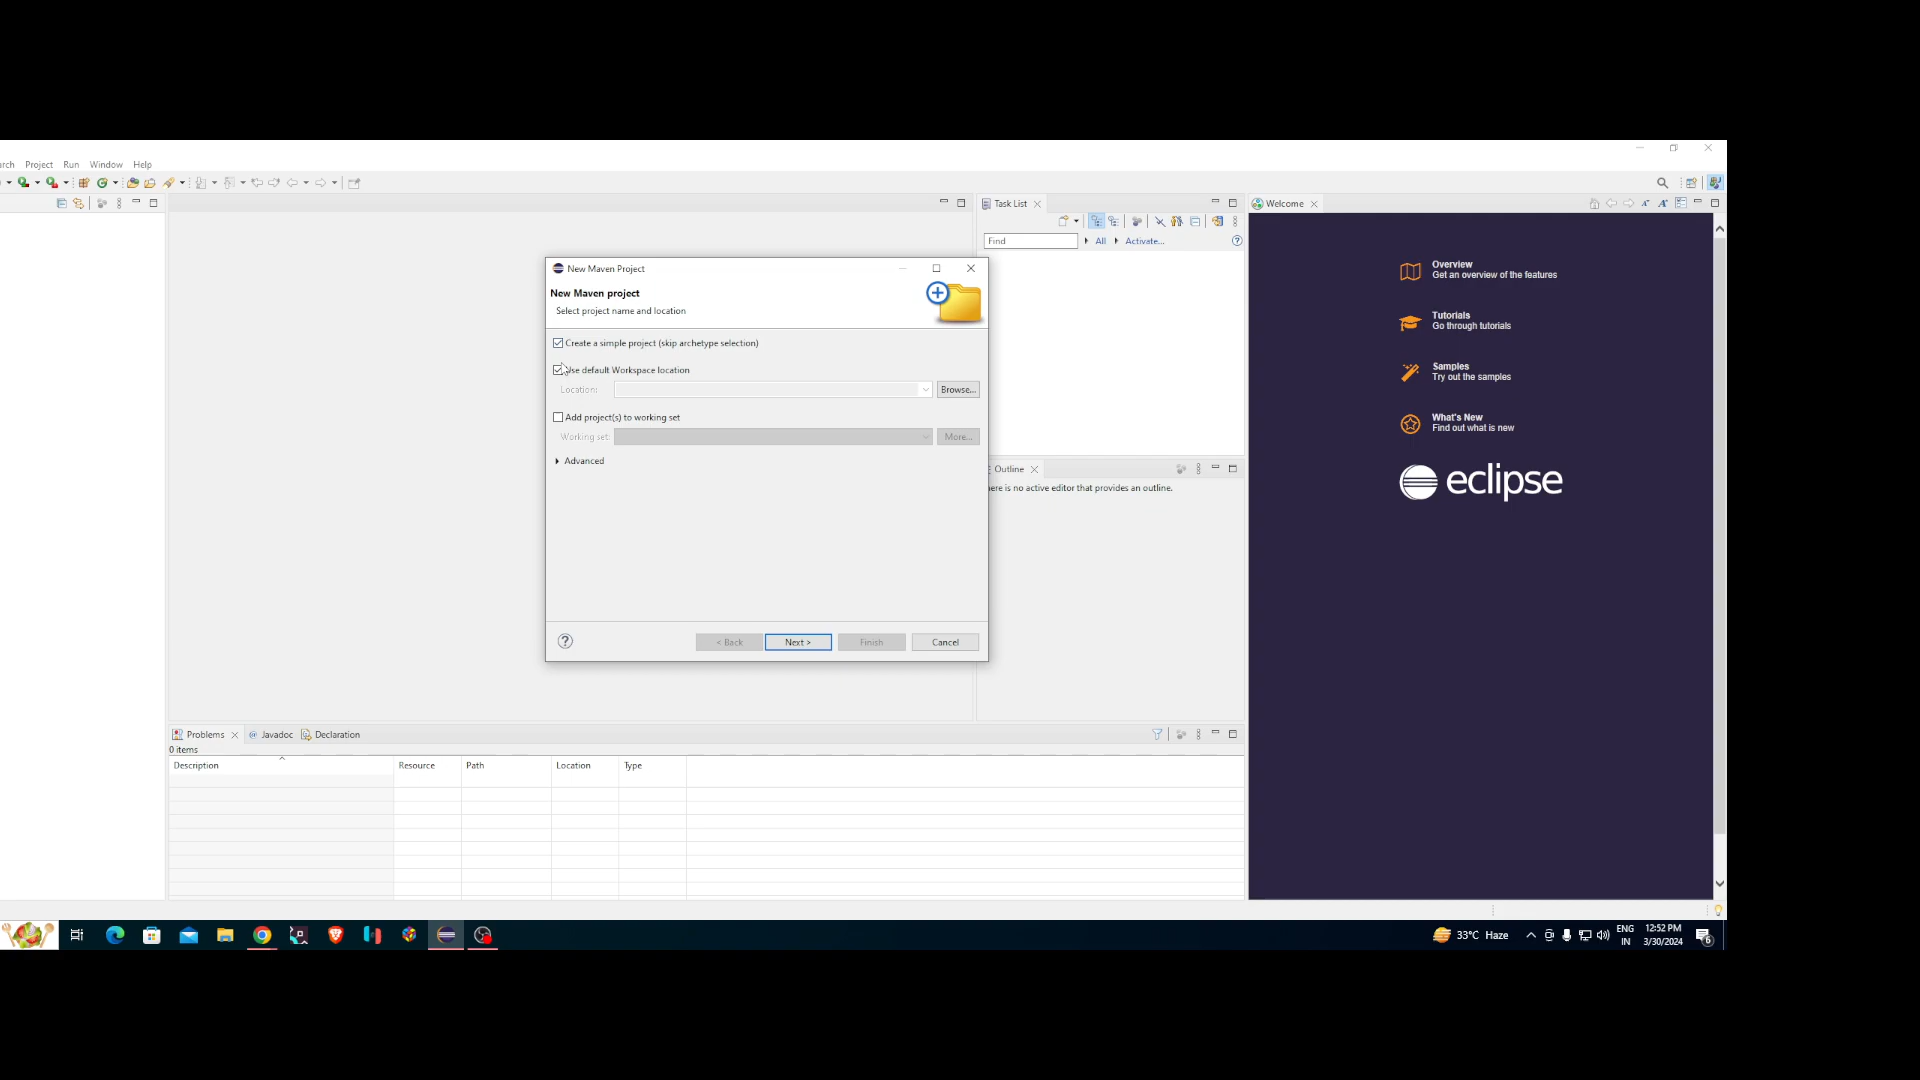 arch Project Run Window Help
Task List
Welcome
Find
All
Activate...
Overview
Get an overview of the features
Tutorials
Go through tutorials
Samples
Try out the samples
What's New
Find out what is new
eclipse
New Maven Project
New Maven project
Select project name and location
Create a simple project (skip archetype selection)
Use default Workspace location
Location:
Browse...
Add project(s) to working set
Working set:
More...
Advanced
< Back
Next >
Finish
Cancel
Outline
here is no active editor that provides an outline.
Problems
@ Javadoc
Declaration
0 items
Description
Resource
Path
Location
Type
33°C Haze
ENG
IN
12:52 PM
3/30/2024
6